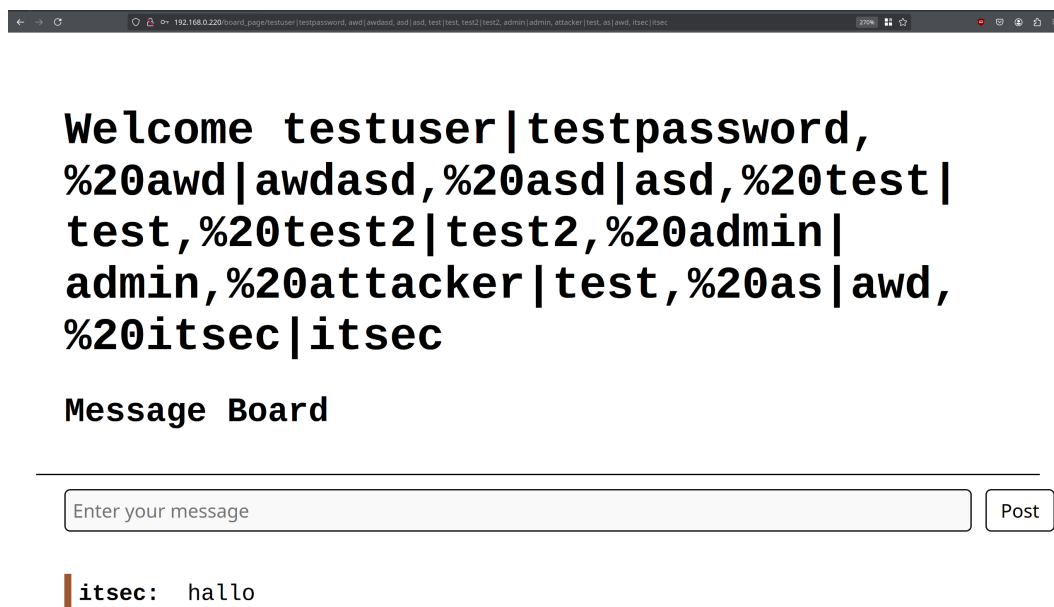 192.168.0.220/board_page/testuser|testpassword, awd|awdasd, asd|asd, test|test, test2|test2, admin|admin, attacker|test, as|awd, itsec|itsec
270%
Welcome testuser|testpassword,
%20awd|awdasd,%20asd|asd,%20test|
test,%20test2|test2,%20admin|
admin,%20attacker|test,%20as|awd,
%20itsec|itsec
Message Board
Enter your message
Post
itsec: hallo